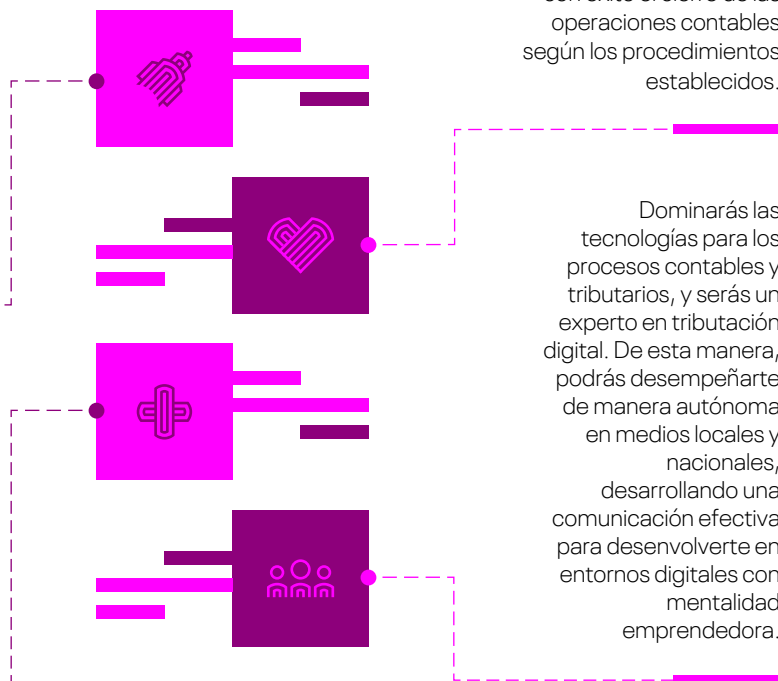 operaciones contables
según los procedimientos
establecidos.
Dominarás las
tecnologías para los
procesos contables y
tributarios, y serás un
experto en tributación
digital. De esta manera,
podrás desempeñarte
de manera autónoma
en medios locales y
nacionales,
desarrollando una
comunicación efectiva
para desenvolverte en
entornos digitales con
mentalidad
emprendedora.